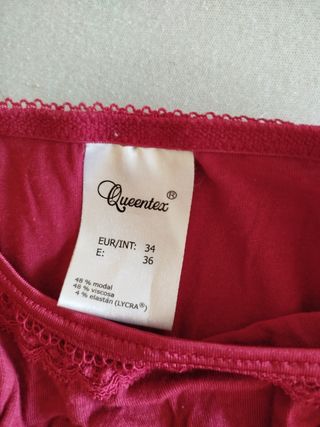 Queentex®
EUR/INT: 34
E: 36
48 % modal
48 % viscosa
4 % elastán (LYCRA®)